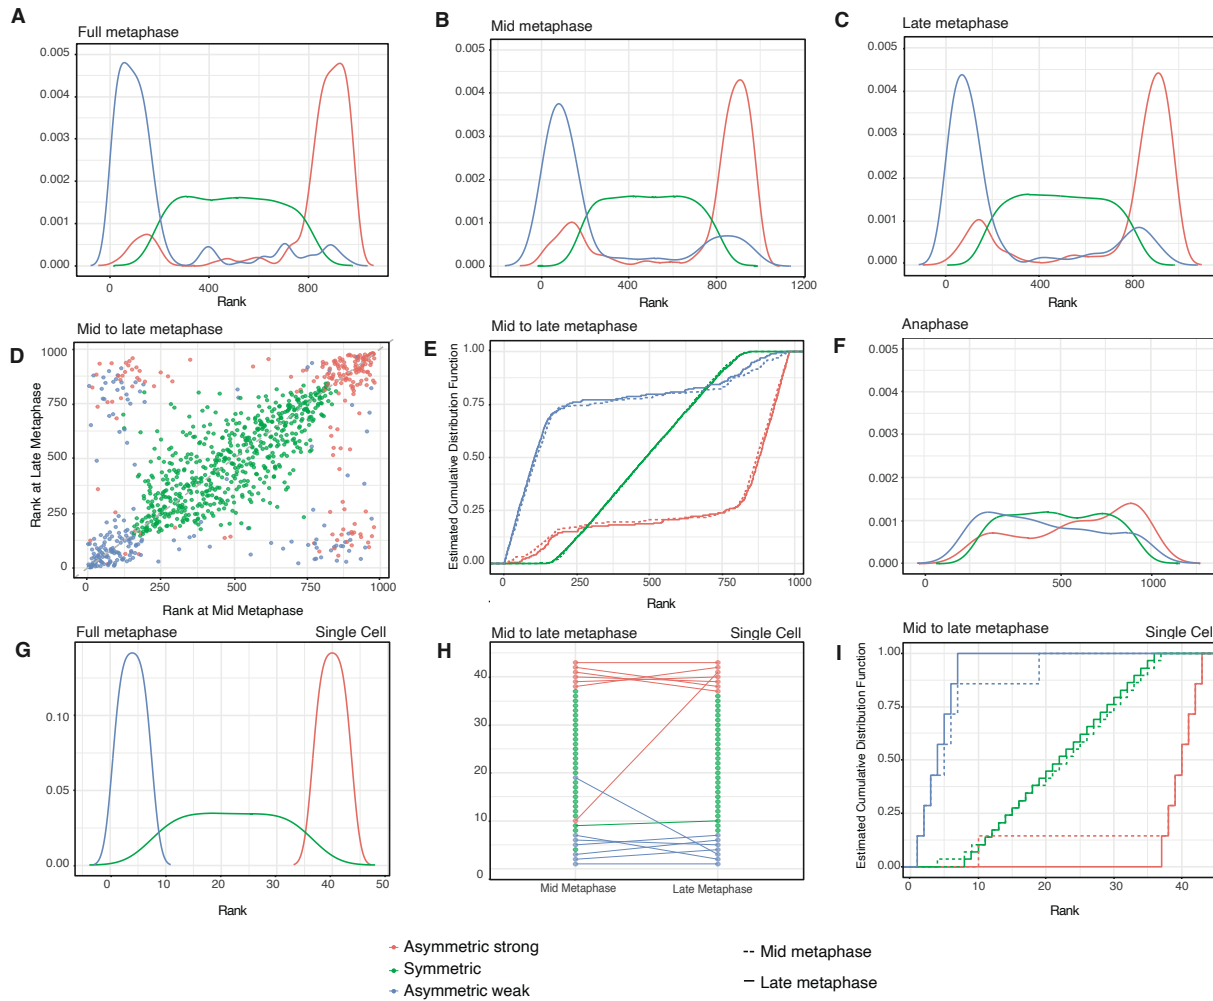 A
Full metaphase
0.005
0.004
0.003
0.002
0.001
0.000
0
400
800
Rank
B
Mid metaphase
0.005
0.004
0.003
0.002
0.001
0.000
0
400
800
1200
Rank
C
Late metaphase
0.005
0.004
0.003
0.002
0.001
0.000
0
400
800
Rank
D
Mid to late metaphase
Rank at Late Metaphase
1000
750
500
250
0
0
250
500
750
1000
Rank at Mid Metaphase
E
Mid to late metaphase
Estimated Cumulative Distribution Function
1.00
0.75
0.50
0.25
0.00
0
250
500
750
1000
Rank
F
Anaphase
0.005
0.004
0.003
0.002
0.001
0.000
0
500
1000
G
Full metaphase Single Cell
0.10
0.05
0.00
0
10
20
30
40
50
Rank
H
Mid to late metaphase Single Cell
40
30
20
10
0
Mid Metaphase
Late Metaphase
I
Mid to late metaphase Single Cell
Estimated Cumulative Distribution Function
1.00
0.75
0.50
0.25
0.00
0
10
20
30
40
Rank
Asymmetric strong
Symmetric
Asymmetric weak
Mid metaphase
Late metaphase